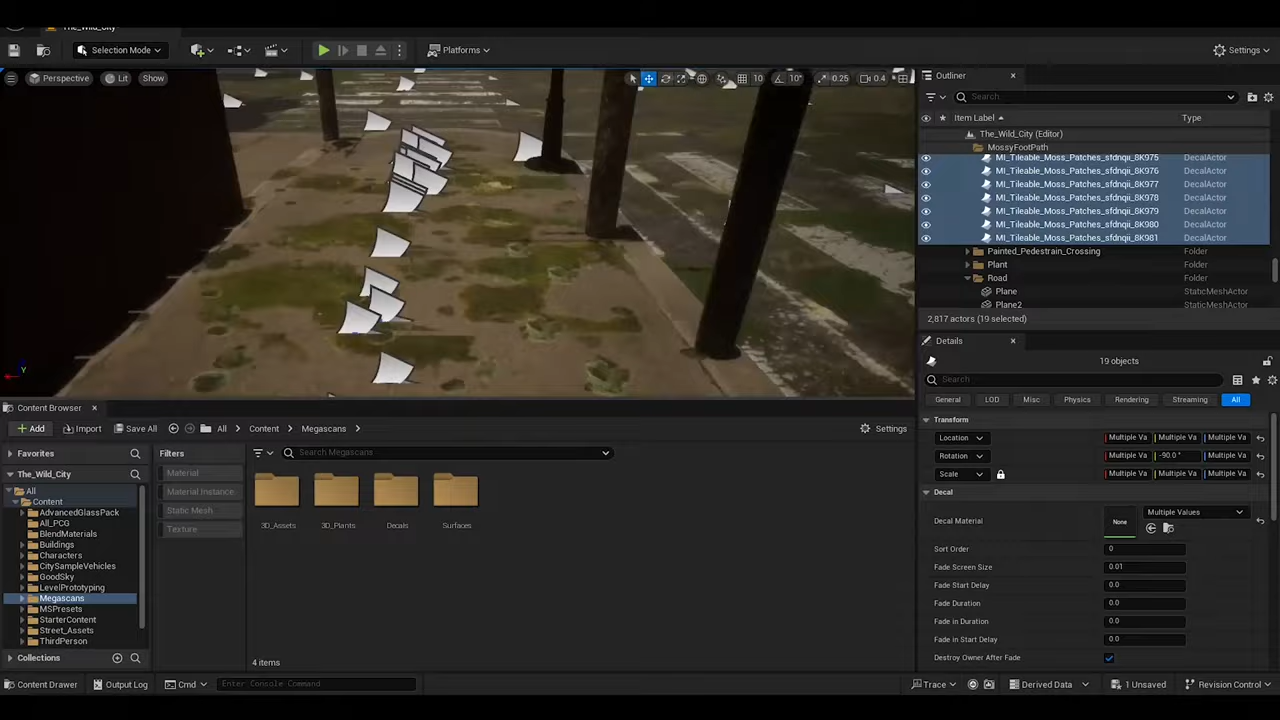 The_Wild_City
Selection Mode
Platforms
Settings
Perspective
Lit
Show
10
10°
0.25
0.4
Outliner
Search...
Item Label
Type
The_Wild_City (Editor)
MossyFootPath
MI_Tileable_Moss_Patches_sfdnqii_8K975 DecalActor
MI_Tileable_Moss_Patches_sfdnqii_8K976 DecalActor
MI_Tileable_Moss_Patches_sfdnqii_8K977 DecalActor
MI_Tileable_Moss_Patches_sfdnqii_8K978 DecalActor
MI_Tileable_Moss_Patches_sfdnqii_8K979 DecalActor
MI_Tileable_Moss_Patches_sfdnqii_8K980 DecalActor
MI_Tileable_Moss_Patches_sfdnqii_8K981 DecalActor
Painted_Pedestrian_Crossing Folder
Plant Folder
Road Folder
Plane StaticMeshActor
Plane2 StaticMeshActor
2,817 actors (19 selected)
Y
Details
19 objects
Search
General LOD Misc Physics Rendering Streaming All
Transform
Location Multiple Va Multiple Va Multiple Va
Rotation Multiple Va -90.0° Multiple Va
Scale Multiple Va Multiple Va Multiple Va
Decal
Decal Material None Multiple Values
Sort Order 0
Fade Screen Size 0.01
Fade Start Delay 0.0
Fade Duration 0.0
Fade in Duration 0.0
Fade in Start Delay 0.0
Destroy Owner After Fade
Content Browser
Add Import Save All All Content Megascans Settings
Favorites
The_Wild_City
All
Content
AdvancedGlassPack
All_PCG
BlendMaterials
Buildings
Characters
CitySampleVehicles
GoodSky
LevelPrototyping
Megascans
MSPresets
StarterContent
Street_Assets
ThirdPerson
Collections
Filters
Material
Material Instance
Static Mesh
Texture
Search Megascans
3D_Assets
3D_Plants
Decals
Surfaces
4 items
Content Drawer Output Log Cmd Enter Console Command Trace Derived Data 1 Unsaved Revision Control